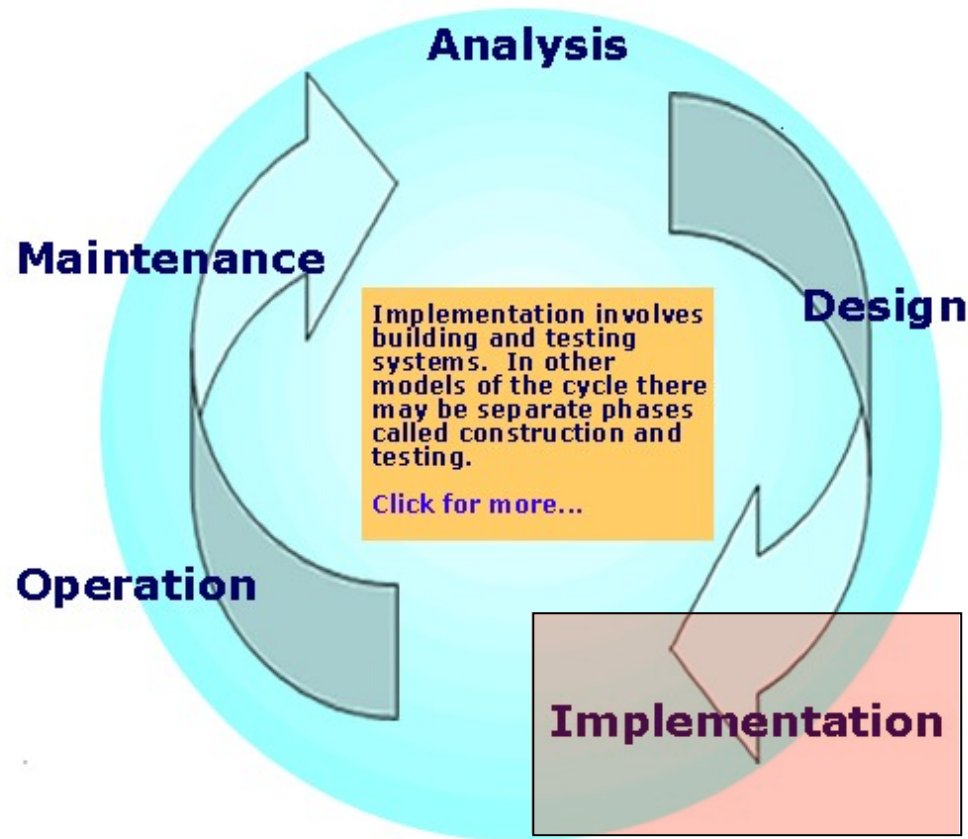 Analysis
Maintenance
Design
Implementation involves
building and testing
systems. In other
models of the cycle there
may be separate phases
called construction and
testing.
Click for more...
Operation
Implementation